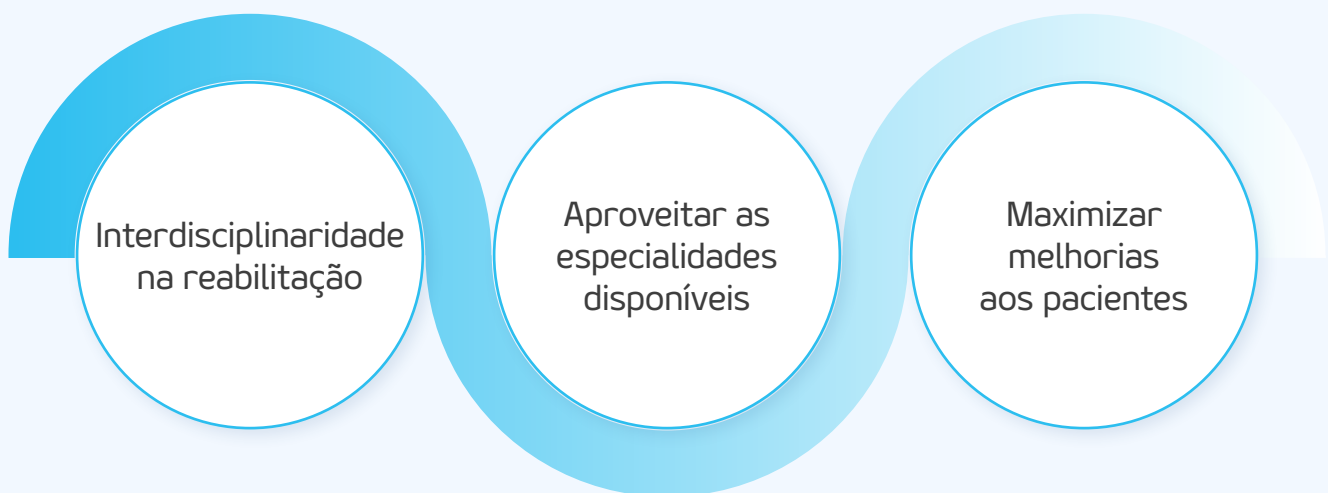 Interdisciplinaridade
na reabilitação
Aproveitar as
especialidades
disponíveis
Maximizar
melhorias
aos pacientes